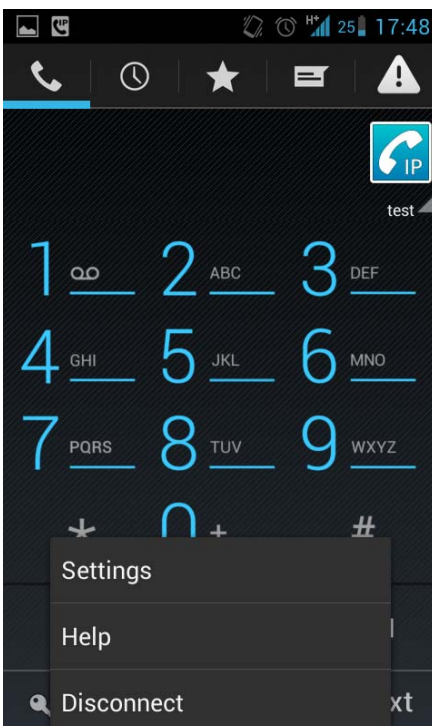 IP H+ 25 17:48
IP
test
1 2 ABC 3 DEF
4 GHI 5 JKL 6 MNO
7 PQRS 8 TUV 9 WXYZ
* 0 + #
Settings
Help
Disconnect xt